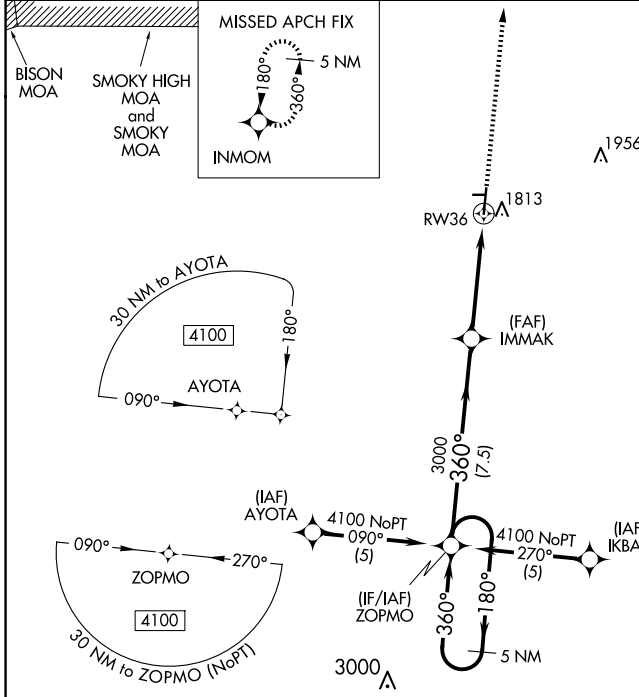 MISSED APCH FIX
180°
360°
5 NM
INMOM
BISON
MOA
SMOKY HIGH
MOA
and
SMOKY
MOA
1956
1813
RW36
30 NM to AYOTA
4100
180°
AYOTA
090°
(FAF)
IMMAK
3000
360°
(7.5)
(IAF)
AYOTA
4100 NoPT
090°
(5)
4100 NoPT
270°
(5)
(IAF
IKBA
090°
270°
ZOPMO
4100
30 NM to ZOPMO (NoPT)
(IF/IAF)
ZOPMO
360°
180°
5 NM
3000